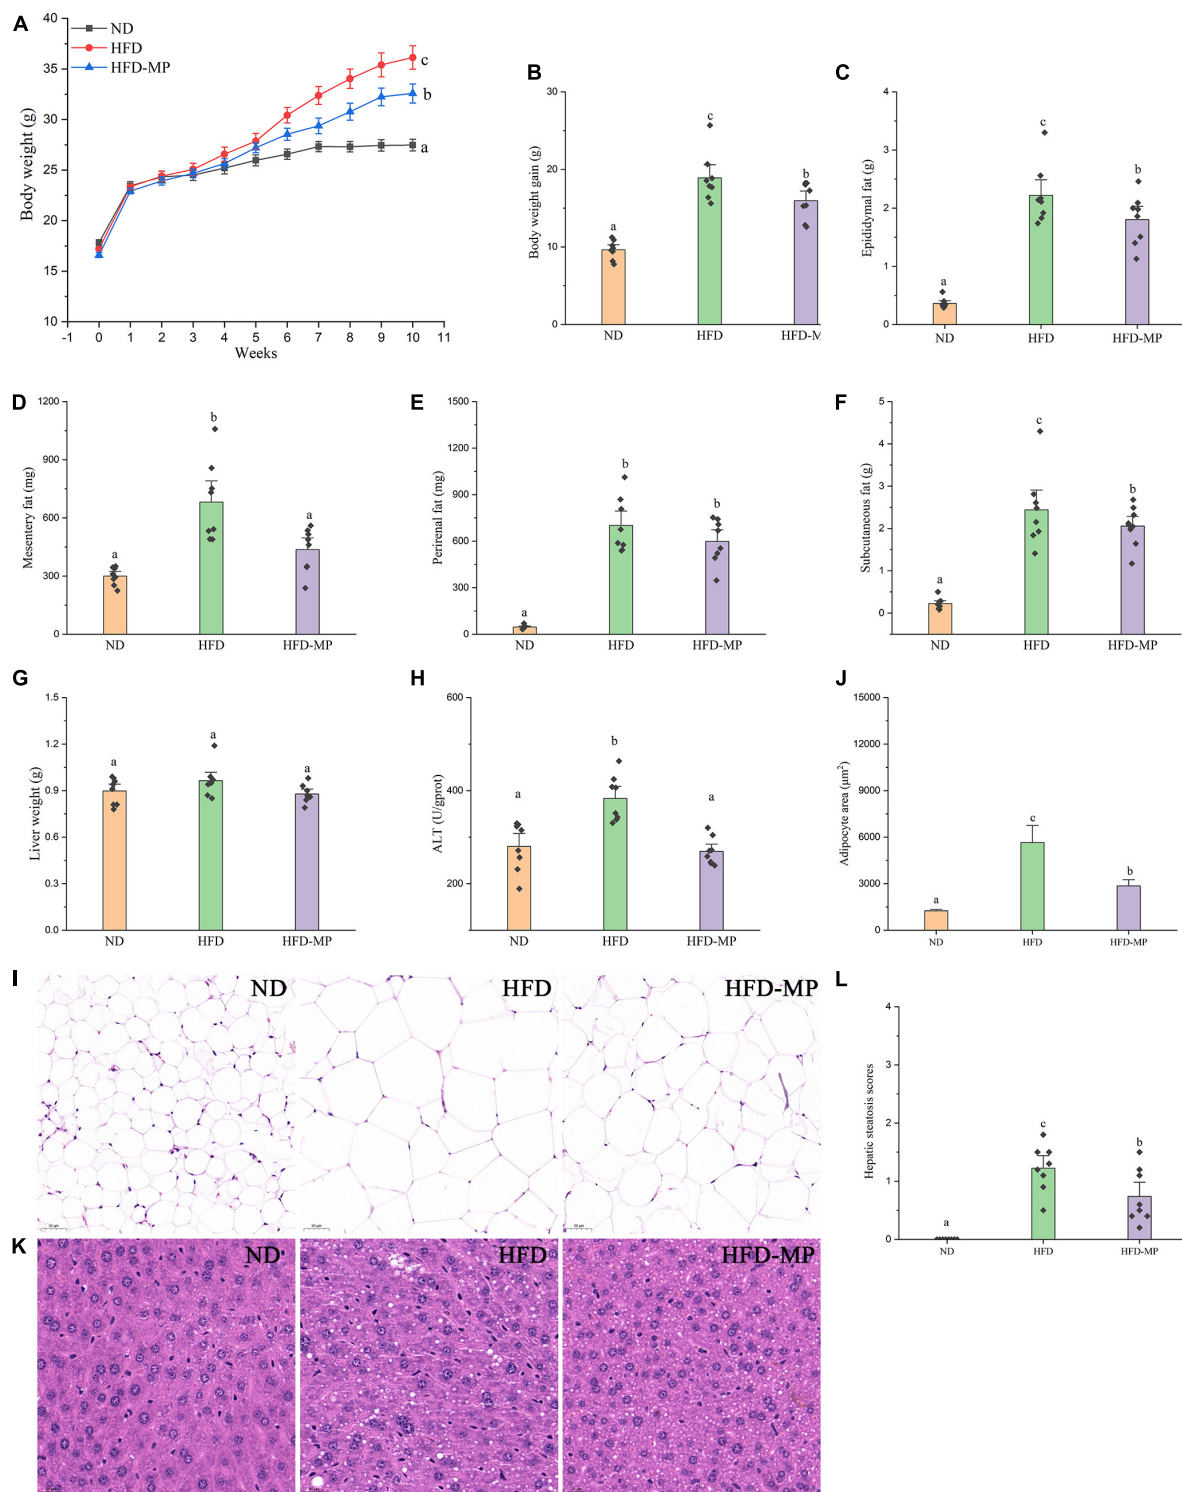 A
ND
HFD
HFD-MP
40
35
30
25
20
15
10
Body weight (g)
c
b
a
-1 0 1 2 3 4 5 6 7 8 9 10 11
Weeks
B
30
20
10
0
Body weight gain (g)
a
c
b
ND HFD HFD-M
C
4
3
2
1
0
Epididymal fat (g)
a
c
b
ND HFD HFD-MP
D
1200
900
600
300
0
Mesentery fat (mg)
a
b
a
ND HFD HFD-MP
E
1500
1200
900
600
300
0
Perirenal fat (mg)
a
b
b
ND HFD HFD-MP
F
5
4
3
2
1
0
Subcutaneous fat (g)
a
c
b
ND HFD HFD-MP
G
1.5
1.2
0.9
0.6
0.3
0.0
Liver weight (g)
a
a
a
ND HFD HFD-MP
H
600
400
200
ALT (U/gprot)
a
b
a
ND HFD HFD-MP
J
15000
12000
9000
6000
3000
0
Adipocyte area (μm²)
a
c
b
ND HFD HFD-MP
I
ND
HFD
HFD-MP
50 μm
50 μm
50 μm
L
4
3
2
1
0
Hepatic steatosis scores
a
c
b
ND HFD HFD-MP
K
ND
HFD
HFD-MP